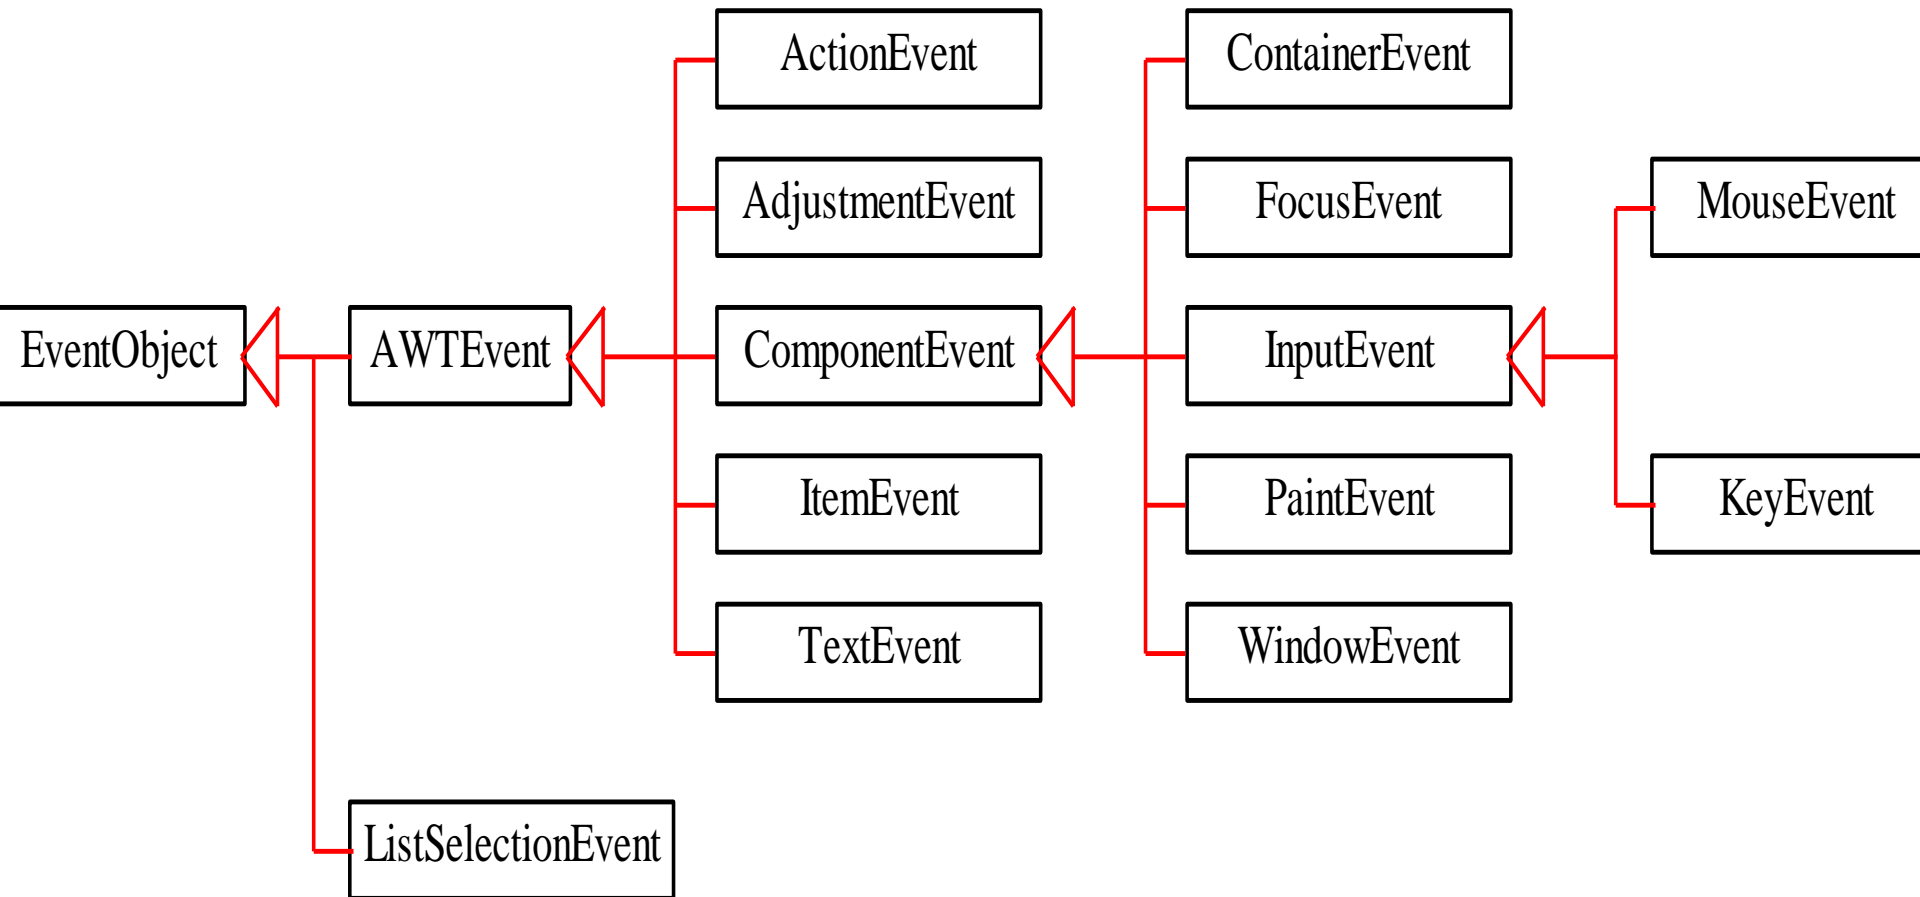 ActionEvent
ContainerEvent
AdjustmentEvent
FocusEvent
MouseEvent
EventObject
AWTEvent
ComponentEvent
InputEvent
ItemEvent
PaintEvent
KeyEvent
TextEvent
WindowEvent
ListSelectionEvent